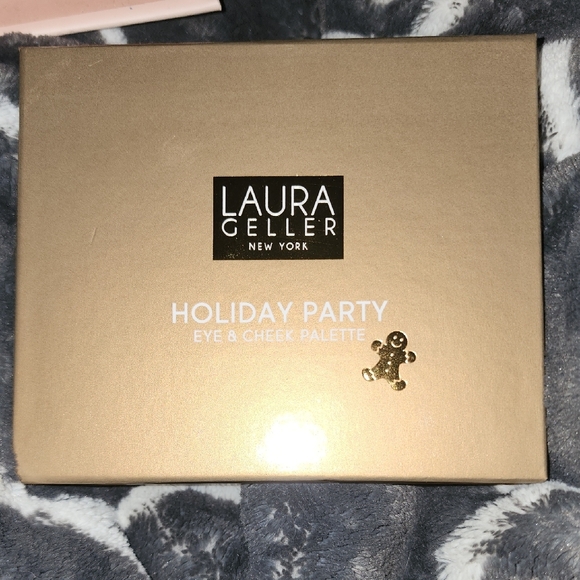 LAURA
GELLER
NEW YORK
HOLIDAY PARTY
EYE & CHEEK PALETTE